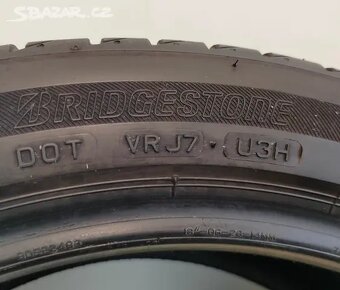 SBAZAR.CZ
BRIDGESTONE
DOT VRJ7 U3H